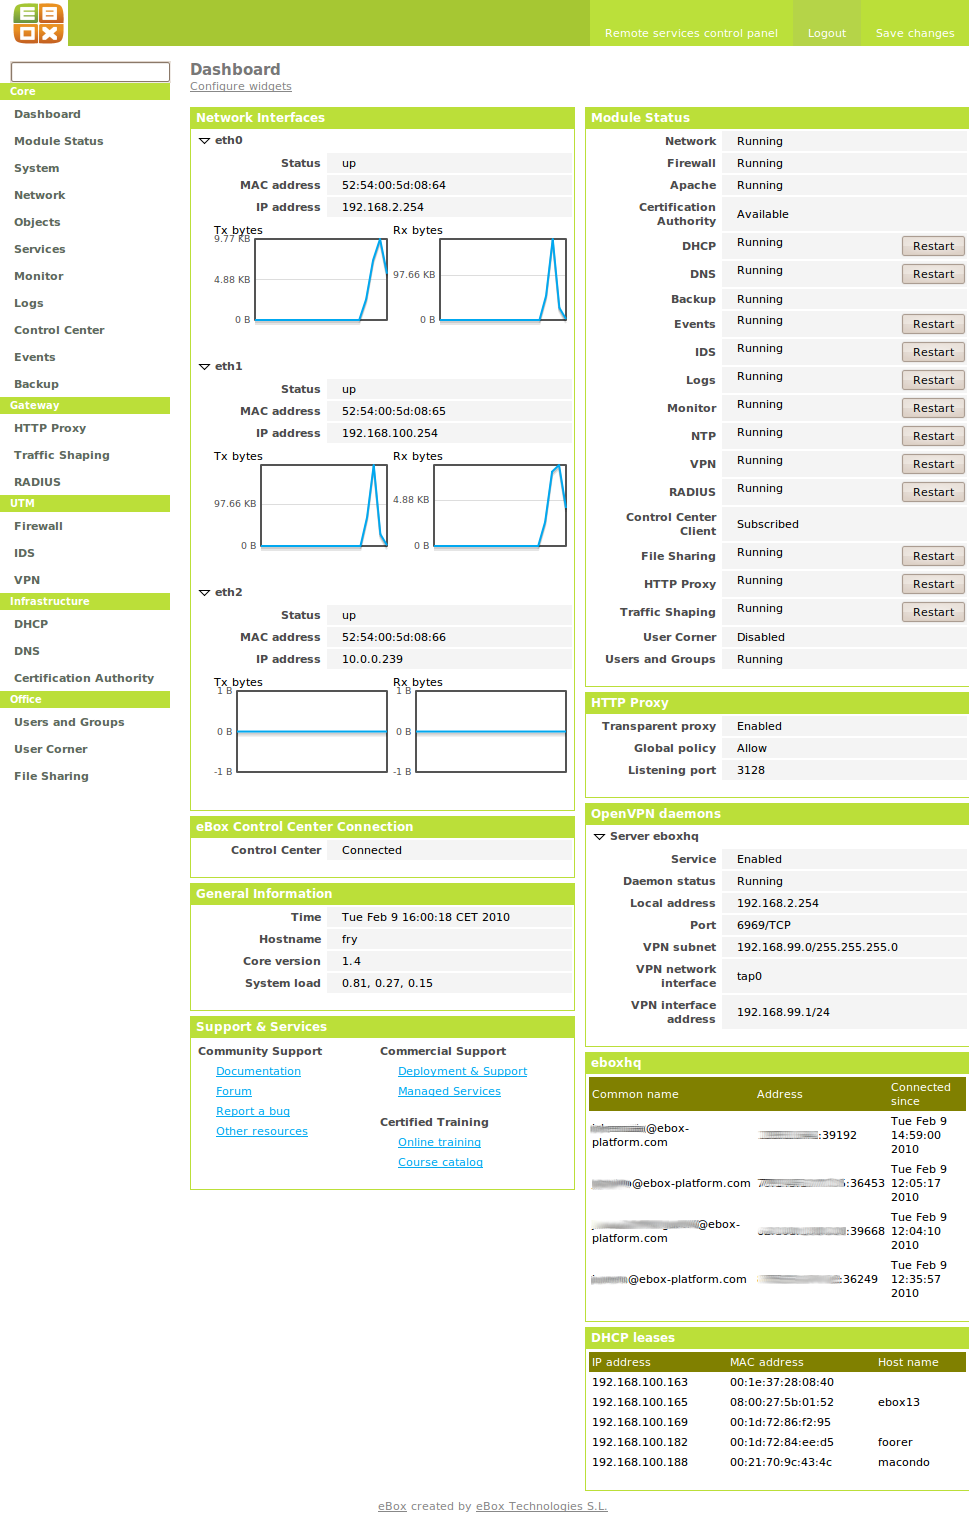 EBOX
Remote services control panel
Logout
Save changes
Core
Dashboard
Module Status
System
Network
Objects
Services
Monitor
Logs
Control Center
Events
Backup
Gateway
HTTP Proxy
Traffic Shaping
RADIUS
UTM
Firewall
IDS
VPN
Infrastructure
DHCP
DNS
Certification Authority
Office
Users and Groups
User Corner
File Sharing
Dashboard
Configure widgets
Network Interfaces
eth0
Status up
MAC address 52:54:00:5d:08:64
IP address 192.168.2.254
Tx bytes
9.77 KB
4.88 KB
0 B
Rx bytes
97.66 KB
0 B
eth1
Status up
MAC address 52:54:00:5d:08:65
IP address 192.168.100.254
Tx bytes
97.66 KB
0 B
Rx bytes
4.88 KB
0 B
eth2
Status up
MAC address 52:54:00:5d:08:66
IP address 10.0.0.239
Tx bytes
1 B
0 B
-1 B
Rx bytes
1 B
0 B
-1 B
eBox Control Center Connection
Control Center Connected
General Information
Time Tue Feb 9 16:00:18 CET 2010
Hostname fry
Core version 1.4
System load 0.81, 0.27, 0.15
Support & Services
Community Support
Documentation
Forum
Report a bug
Other resources
Commercial Support
Deployment & Support
Managed Services
Certified Training
Online training
Course catalog
Module Status
Network Running
Firewall Running
Apache Running
Certification
Authority Available
DHCP Running Restart
DNS Running Restart
Backup Running
Events Running Restart
IDS Running Restart
Logs Running Restart
Monitor Running Restart
NTP Running Restart
VPN Running Restart
RADIUS Running Restart
Control Center
Client Subscribed
File Sharing Running Restart
HTTP Proxy Running Restart
Traffic Shaping Running Restart
User Corner Disabled
Users and Groups Running
HTTP Proxy
Transparent proxy Enabled
Global policy Allow
Listening port 3128
OpenVPN daemons
Server eboxhq
Service Enabled
Daemon status Running
Local address 192.168.2.254
Port 6969/TCP
VPN subnet 192.168.99.0/255.255.255.0
VPN network
interface tap0
VPN interface
address 192.168.99.1/24
eboxhq
Common name Address Connected
since
@ebox-
platform.com :39192 Tue Feb 9
14:59:00
2010
@ebox-platform.com :36453 Tue Feb 9
12:05:17
2010
@ebox-
platform.com :39668 Tue Feb 9
12:04:10
2010
@ebox-platform.com :36249 Tue Feb 9
12:35:57
2010
DHCP leases
IP address MAC address Host name
192.168.100.163 00:1e:37:28:08:40
192.168.100.165 08:00:27:5b:01:52 ebox13
192.168.100.169 00:1d:72:86:f2:95
192.168.100.182 00:1d:72:84:ee:d5 foorer
192.168.100.188 00:21:70:9c:43:4c macondo
eBox created by eBox Technologies S.L.